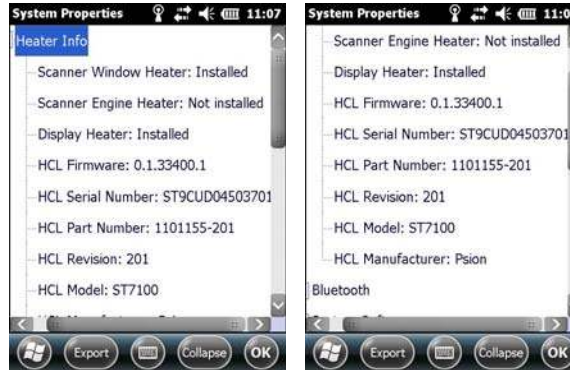 System Properties 11:07
Heater Info
Scanner Window Heater: Installed
Scanner Engine Heater: Not installed
Display Heater: Installed
HCL Firmware: 0.1.33400.1
HCL Serial Number: ST9CUD04503701
HCL Part Number: 1101155-201
HCL Revision: 201
HCL Model: ST7100
Export Collapse OK
System Properties 11:0
Scanner Engine Heater: Not installed
Display Heater: Installed
HCL Firmware: 0.1.33400.1
HCL Serial Number: ST9CUD04503701
HCL Part Number: 1101155-201
HCL Revision: 201
HCL Model: ST7100
HCL Manufacturer: Psion
Bluetooth
Export Collapse OK